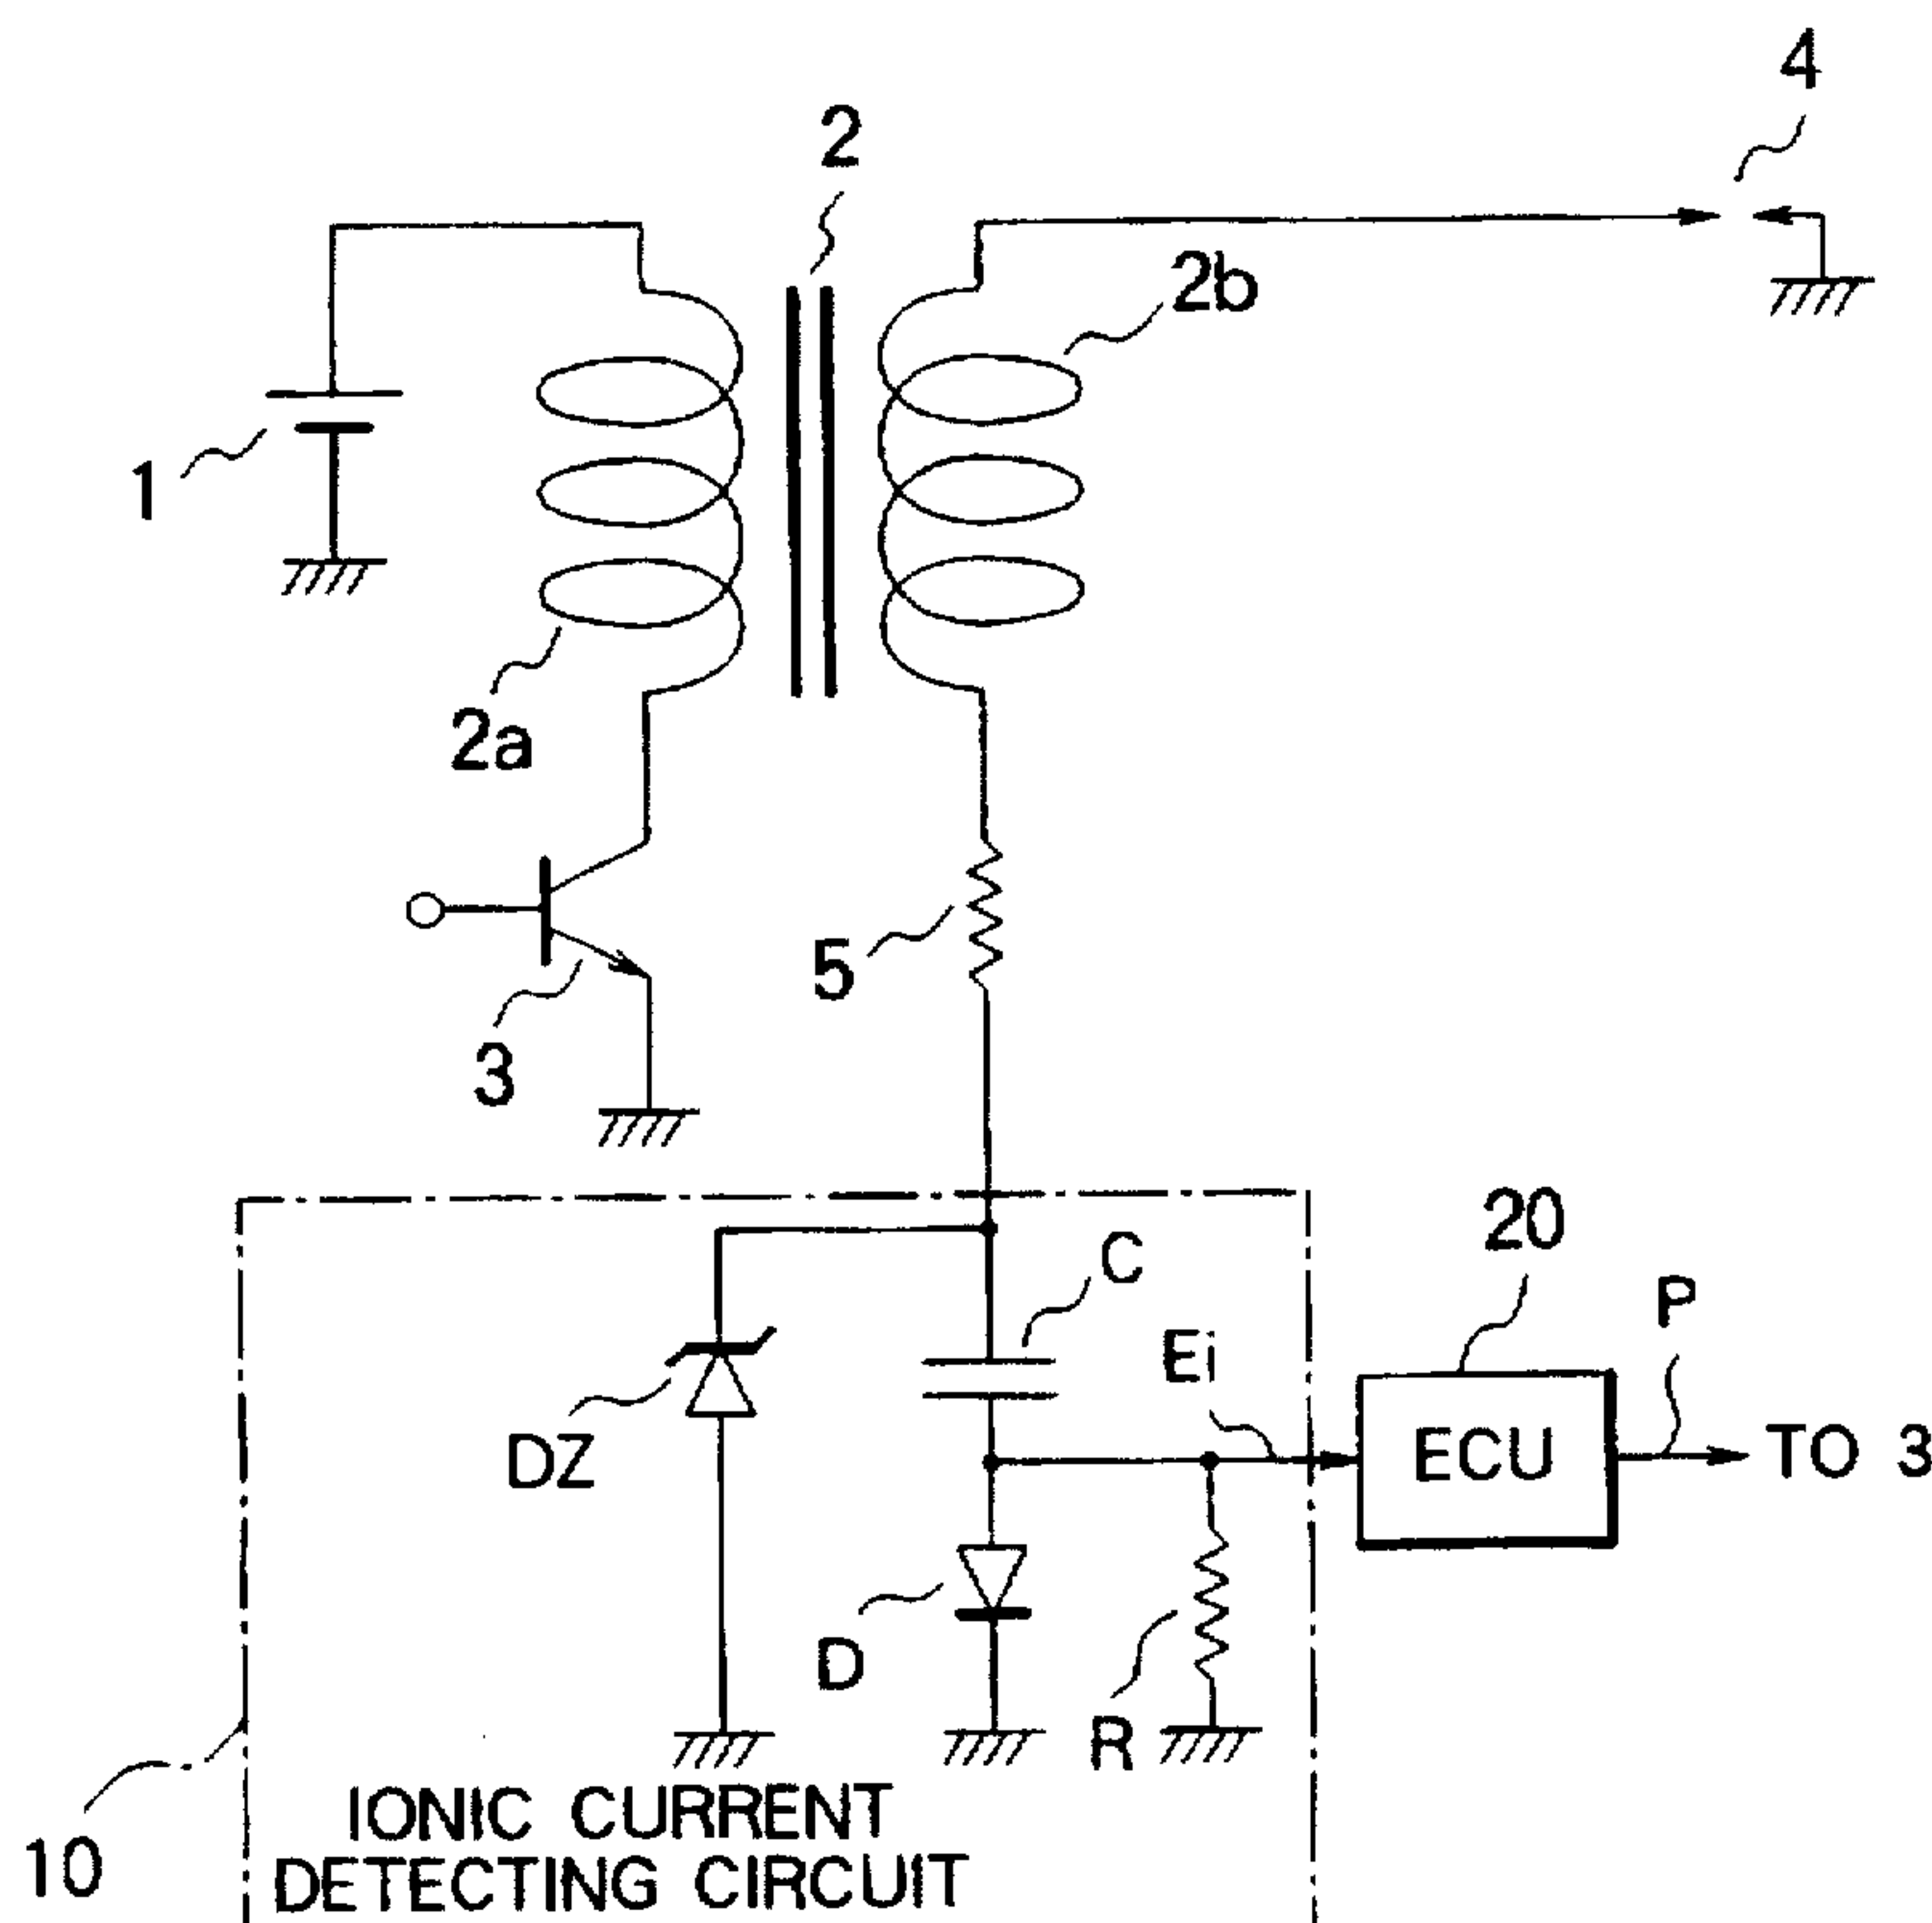 4
2
2b
1
2a
5
3
20
C
P
Ei
ECU
TO 3
DZ
D
R
IONIC CURRENT
DETECTING CIRCUIT
10